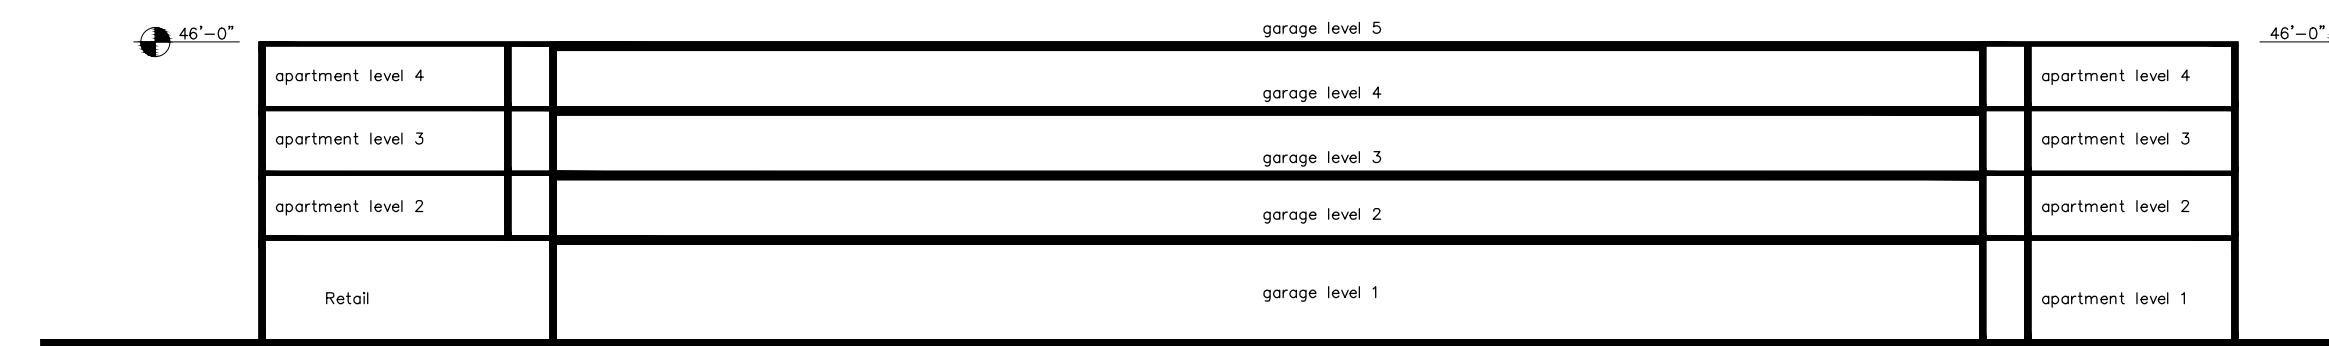 garage level 5
46'-0" 46'-0"
apartment level 4 apartment level 4
garage level 4
apartment level 3 apartment level 3
garage level 3
apartment level 2 apartment level 2
garage level 2
garage level 1
Retail apartment level 1